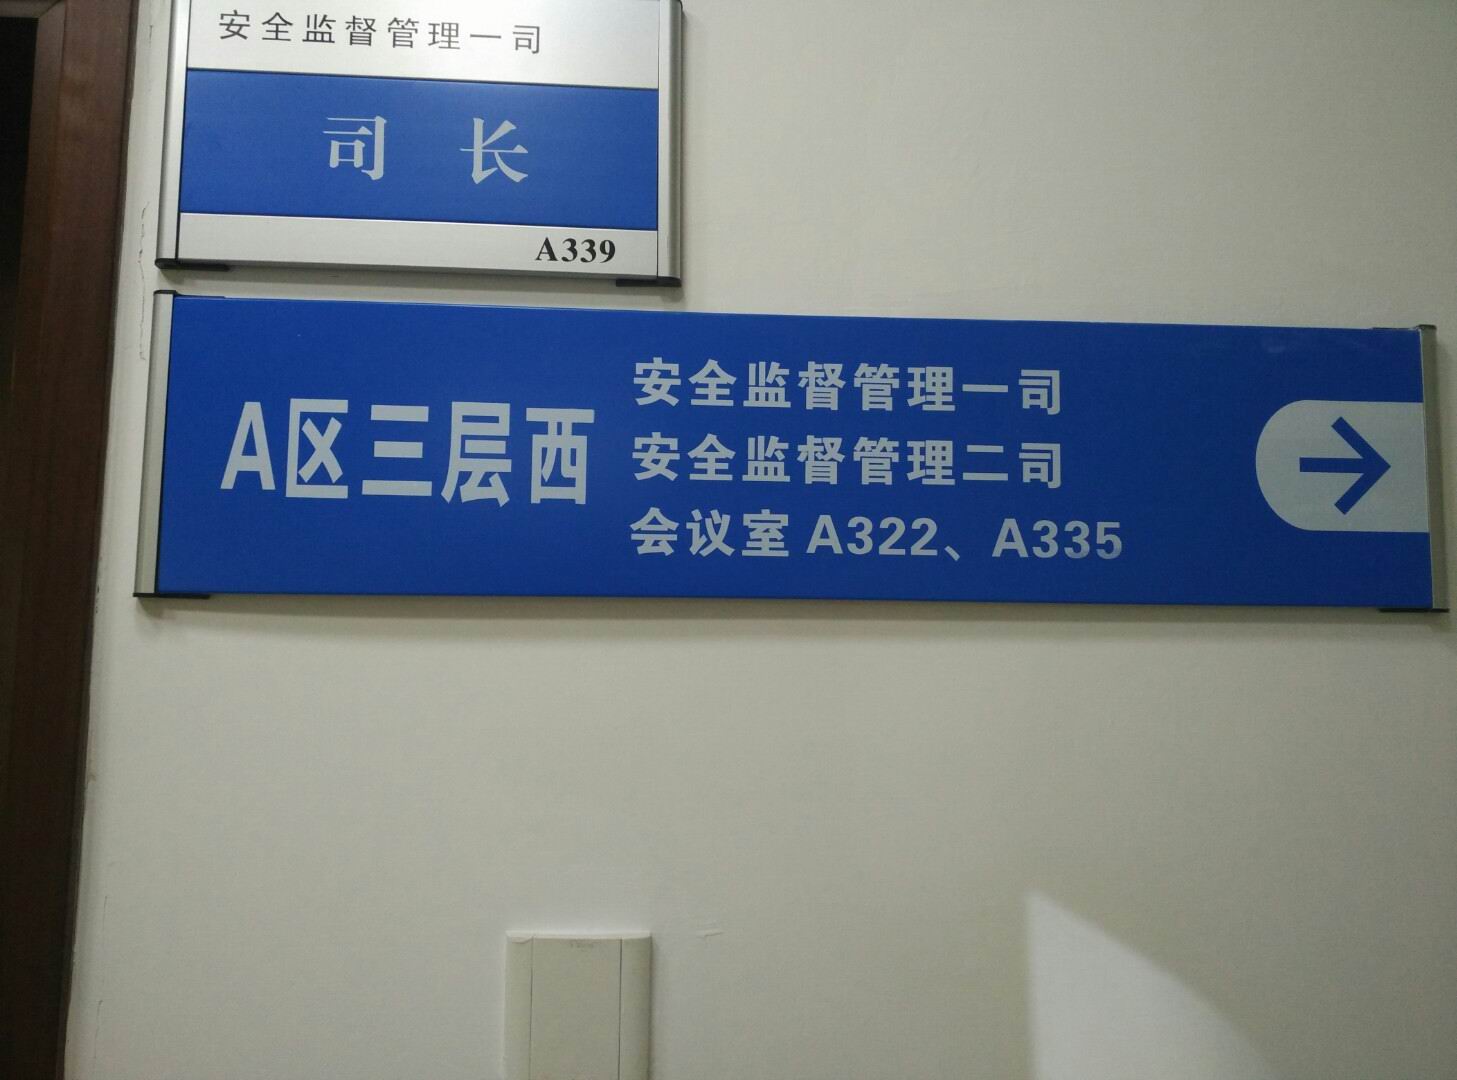 安全监督管理一司
司长
A339
A区三层西
安全监督管理一司
安全监督管理二司
会议室 A322、A335